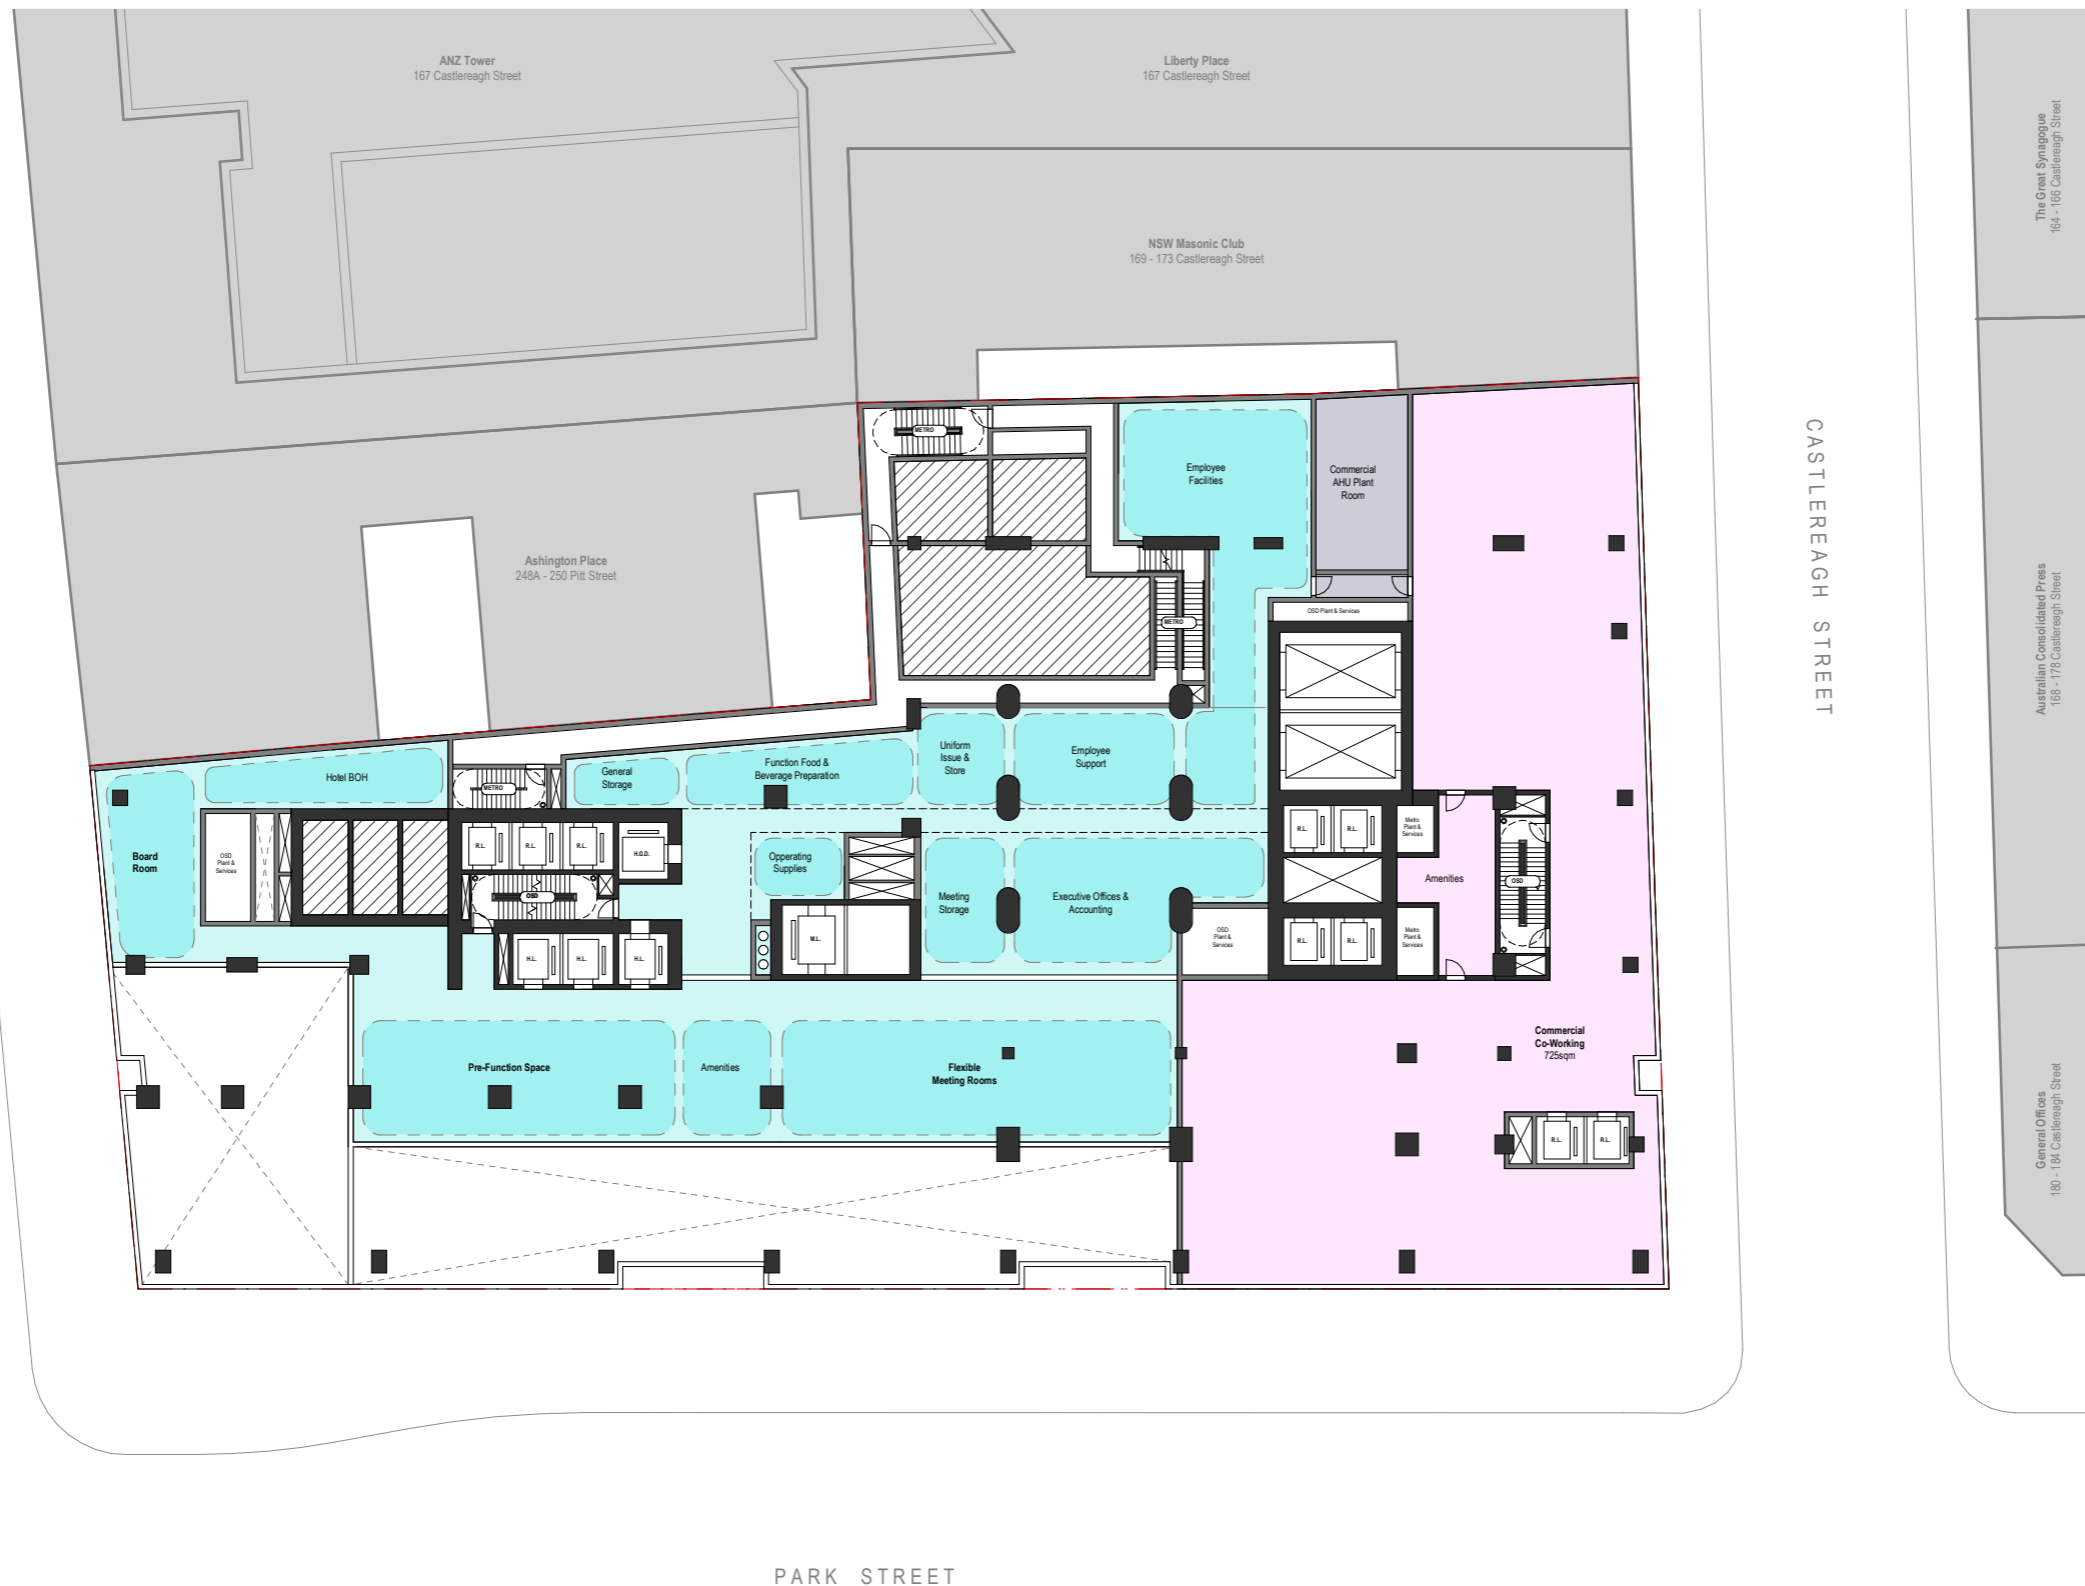 ANZ Tower
167 Castlereagh Street
Liberty Place
167 Castlereagh Street
The Great Synagogue
164 - 166 Castlereagh Street
NSW Masonic Club
169 - 173 Castlereagh Street
CASTLEREAGH STREET
METRO
Employee
Facilities
Commercial
AHU Plant
Room
Ashington Place
248A - 250 Pitt Street
Australian Consolidated Press
168 - 178 Castlereagh Street
OSD Plant & Services
METRO
Uniform
Issue &
Store
Employee
Support
Function Food &
Beverage Preparation
General
Storage
Hotel BOH
METRO
Board
Room
OSD
Plant &
Services
R.L.
R.L.
R.L.
H.G.D.
Opperating
Supplies
R.L.
R.L.
Metro
Plant &
Services
Amenities
OSD
OSD
Meeting
Storage
Executive Offices &
Accounting
M.L.
OSD
Plant &
Services
R.L.
R.L.
Metro
Plant &
Services
H.L.
H.L.
H.L.
Commercial
Co-Working
725sqm
Pre-Function Space
Amenities
Flexible
Meeting Rooms
R.L.
R.L.
General Offices
180 - 184 Castlereagh Street
PARK STREET